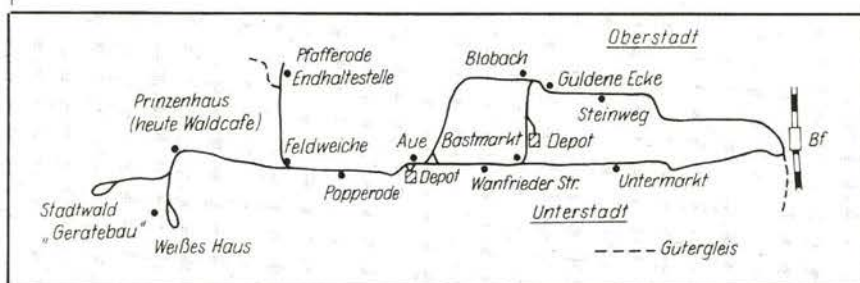 Oberstadt
Pfafferode
Endhaltestelle
Blobach
Güldene Ecke
Prinzenhaus
(heute Waldcafe)
Steinweg
Feldweiche
Aue
Bastmarkt
Depot
Bf
Depot
Popperode
Wanfrieder Str.
Untermarkt
Stadtwald
„Gerätebau"
Unterstadt
Weißes Haus
Gütergleis